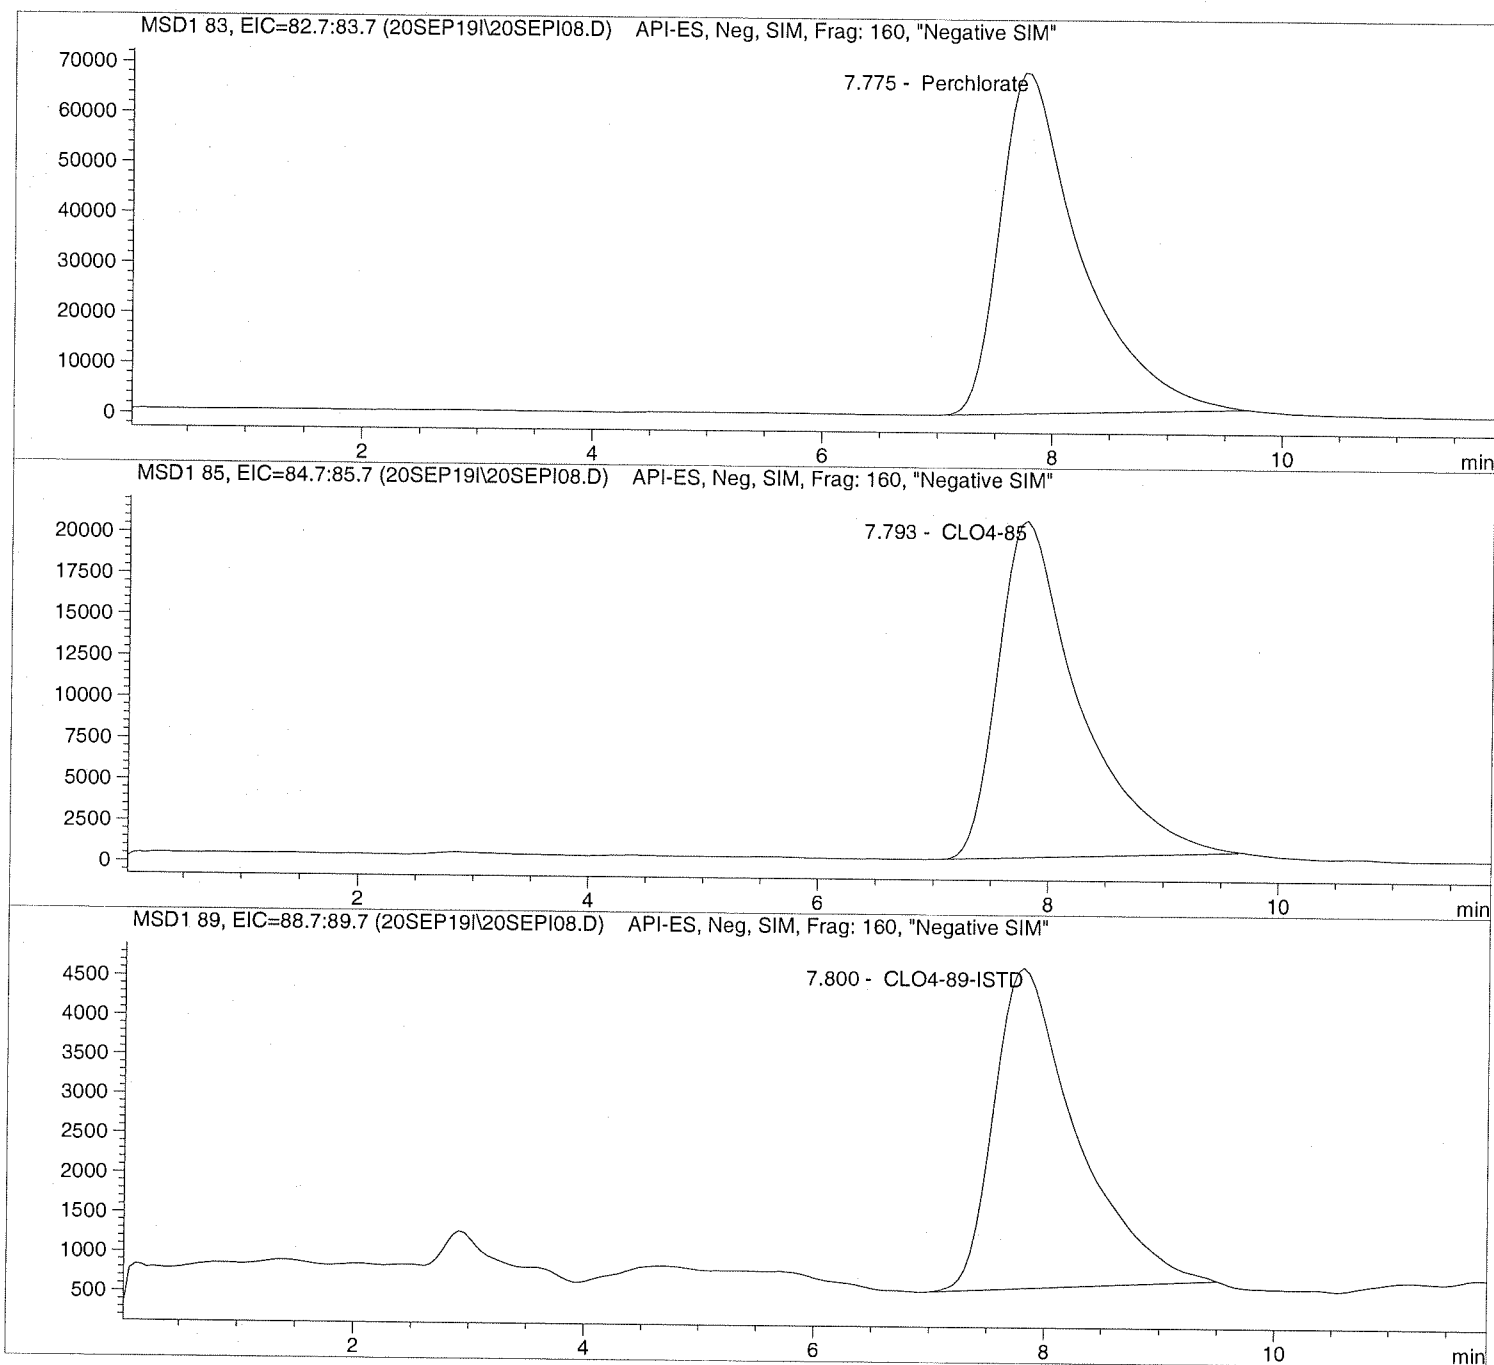 MSD1 83, EIC=82.7:83.7 (20SEP19I\20SEPI08.D) API-ES, Neg, SIM, Frag: 160, "Negative SIM"
70000
7.775 - Perchlorate
60000
50000
40000
30000
20000
10000
0
2 4 6 8 10 min
MSD1 85, EIC=84.7:85.7 (20SEP19I\20SEPI08.D) API-ES, Neg, SIM, Frag: 160, "Negative SIM"
20000
7.793 - CLO4-85
17500
15000
12500
10000
7500
5000
2500
0
2 4 6 8 10 min
MSD1 89, EIC=88.7:89.7 (20SEP19I\20SEPI08.D) API-ES, Neg, SIM, Frag: 160, "Negative SIM"
4500
7.800 - CLO4-89-ISTD
4000
3500
3000
2500
2000
1500
1000
500
2 4 6 8 10 min